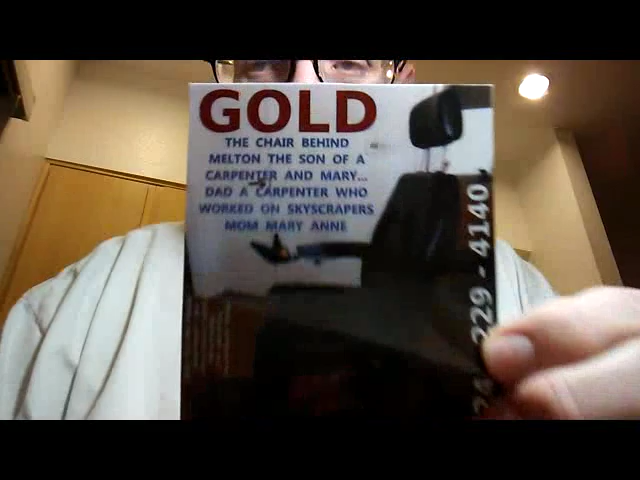 GOLD
THE CHAIR BEHIND
MELTON THE SON OF A
CARPENTER AND MARY...
DAD A CARPENTER WHO
WORKED ON SKYSCRAPERS
MOM MARY ANNE
229 - 4140